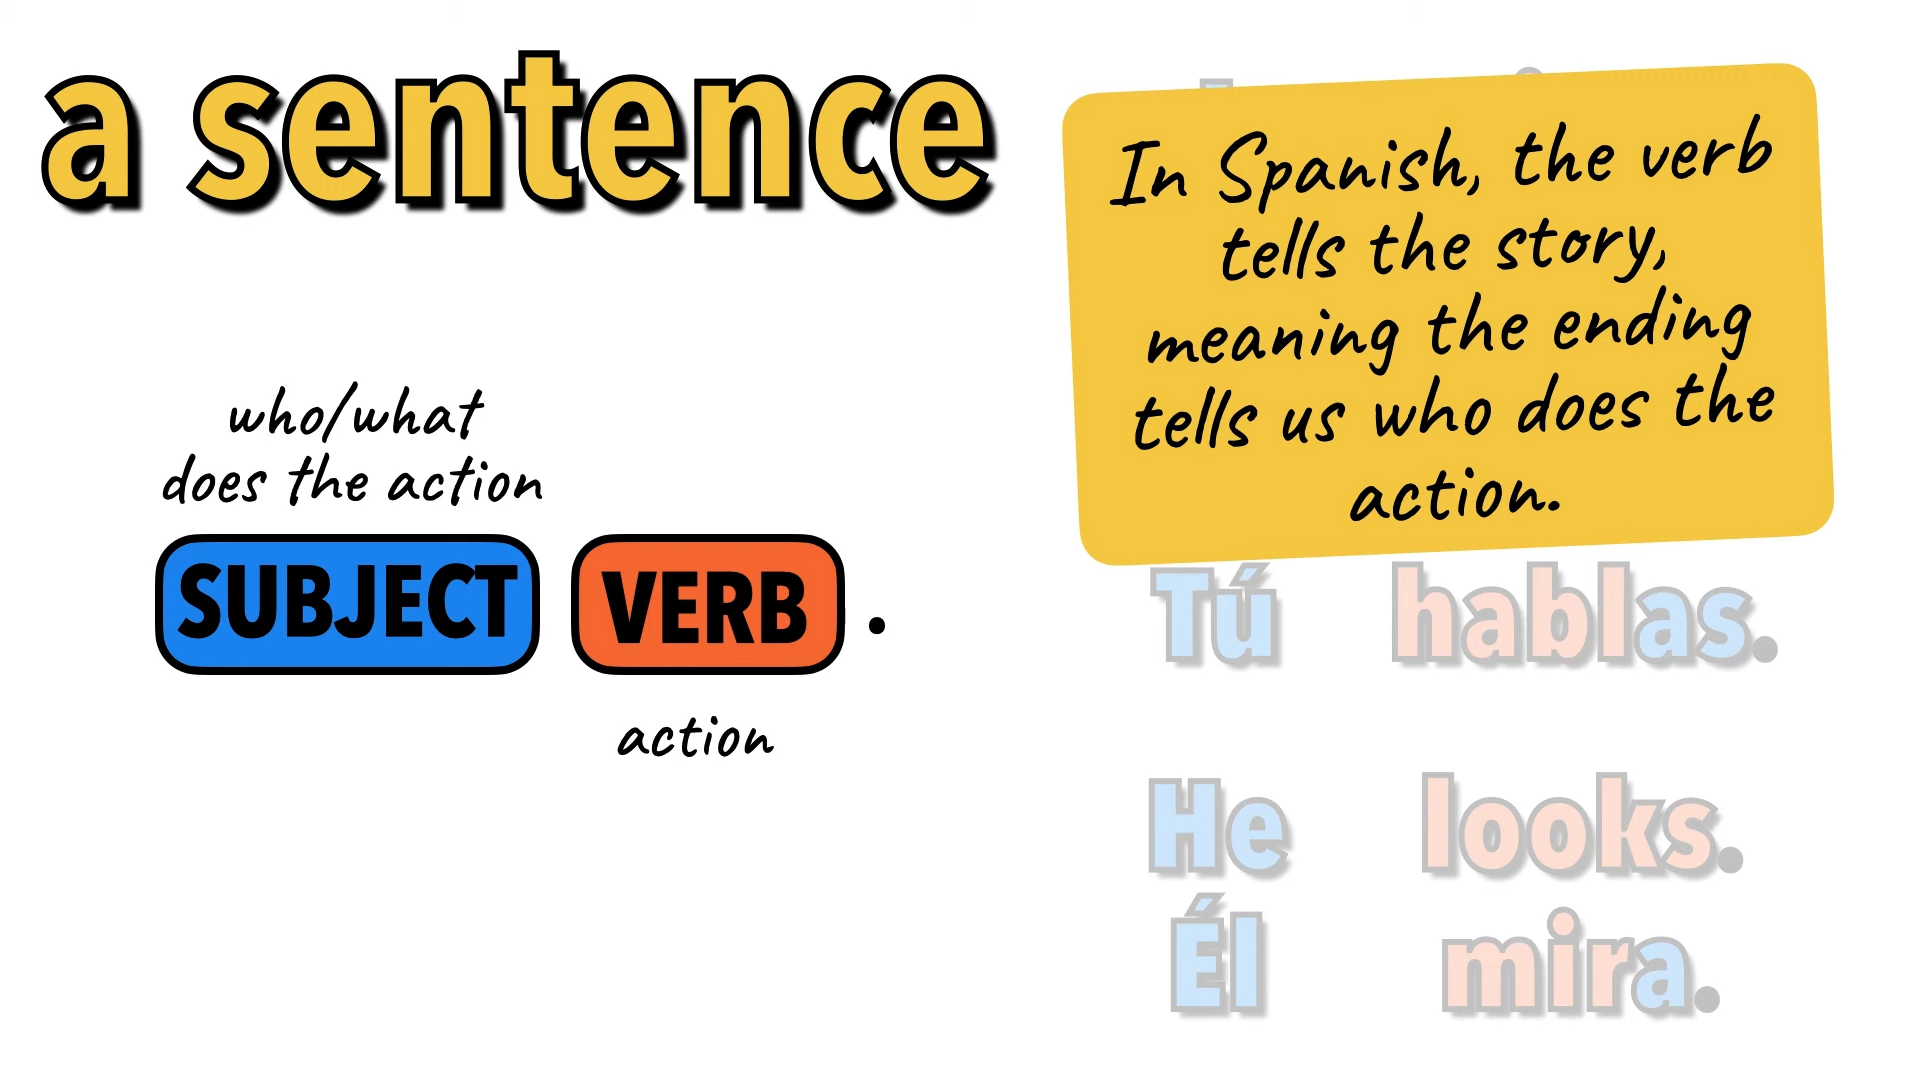 a sentence
who/what
does the action
SUBJECT VERB .
action
In Spanish, the verb
tells the story,
meaning the ending
tells us who does the
action.
Tú hablas.
He looks.
Él mira.